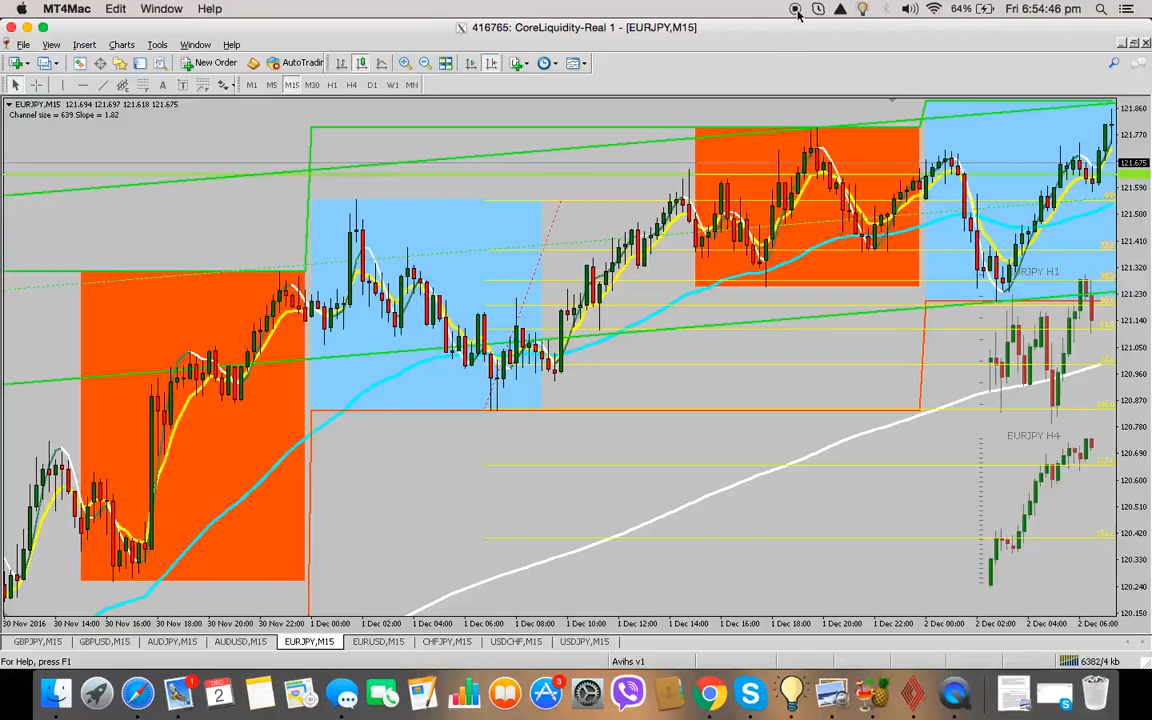 MT4Mac Edit Window Help 64% Fri 6:54:46 pm
416765: CoreLiquidity-Real 1 - [EURJPY,M15]
File View Insert Charts Tools Window Help
New Order AutoTradin
M1 M5 M15 M30 H1 H4 D1 W1 MN
EURJPY,M15 121.694 121.697 121.618 121.675
Channel size = 639 Slope = 1.82
121.860
121.770
121.675
121.590
121.500
121.410
121.320
EURJPY H1
121.230
121.140
121.050
120.960
120.870
120.780
EURJPY H4
120.690
120.600
120.510
120.420
120.330
120.240
120.150
30 Nov 2016 30 Nov 14:00 30 Nov 16:00 30 Nov 18:00 30 Nov 20:00 30 Nov 22:00 1 Dec 00:00 1 Dec 02:00 1 Dec 04:00 1 Dec 06:00 1 Dec 08:00 1 Dec 10:00 1 Dec 12:00 1 Dec 14:00 1 Dec 16:00 1 Dec 18:00 1 Dec 20:00 1 Dec 22:00 2 Dec 00:00 2 Dec 02:00 2 Dec 04:00 2 Dec 06:00
GBPJPY,M15 GBPUSD,M15 AUDJPY,M15 AUDUSD,M15 EURJPY,M15 EURUSD,M15 CHFJPY,M15 USDCHF,M15 USDJPY,M15
For Help, press F1 Avihs v1 6382/4 kb
1 DEC 2 3